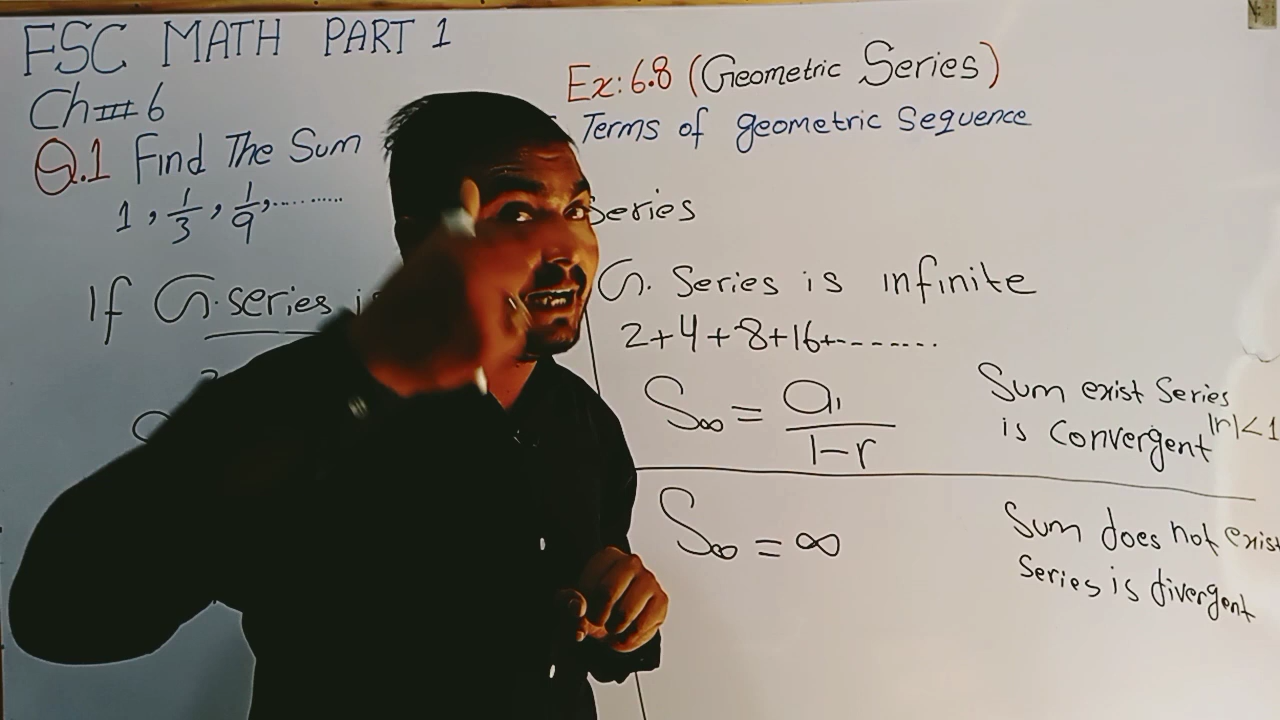 FSC MATH PART 1
Ch # 6
Ex: 6.8 (Geometric Series)
Q.1 Find The Sum
Terms of geometric Sequence
1, 1/3, 1/9, ..........
Series
If G.series
G. Series is infinite
2+4+8+16+-------
S∞ = a₁/1-r
Sum exist Series
is convergent |r|<1
S∞ = ∞
Sum does not exist
Series is divergent